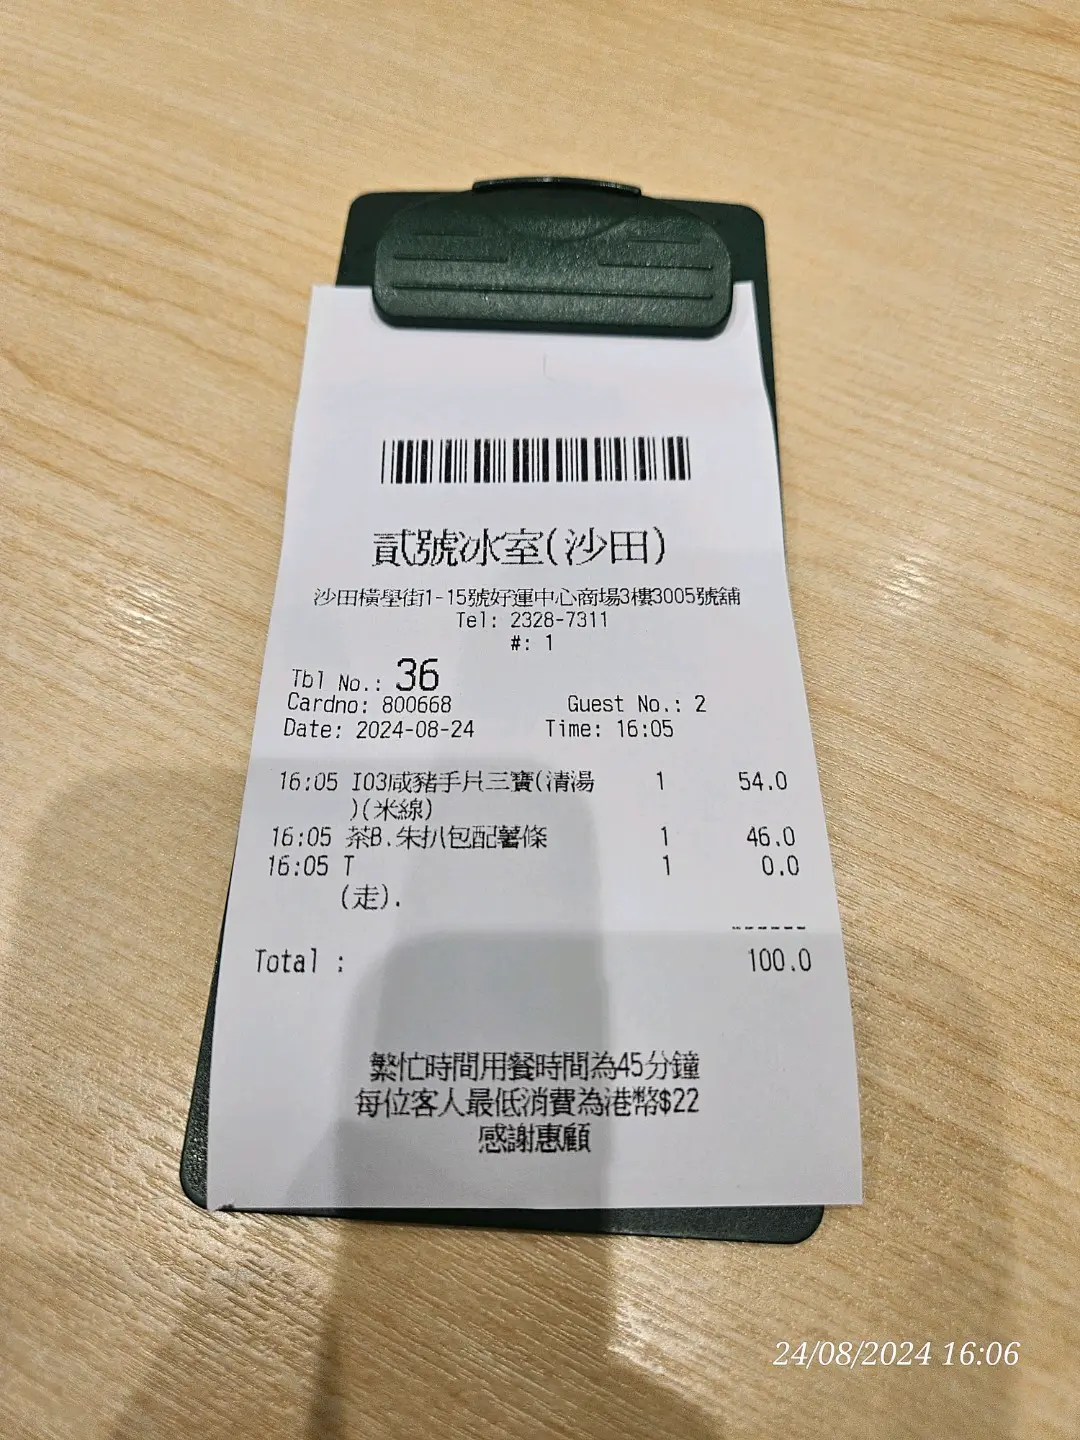 貳號冰室(沙田)
沙田橫壆街1-15號好運中心商場3樓3005號舖
Tel: 2328-7311
#: 1
Tbl No.: 36
Cardno: 800668 Guest No.: 2
Date: 2024-08-24 Time: 16:05
16:05 I03咸豬手片三寶(清湯 1 54.0
)(米線)
16:05 茶B.朱扒包配薯條 1 46.0
16:05 T 1 0.0
(走).
------
Total : 100.0
繁忙時間用餐時間為45分鐘
每位客人最低消費為港幣$22
感謝惠顧
24/08/2024 16:06